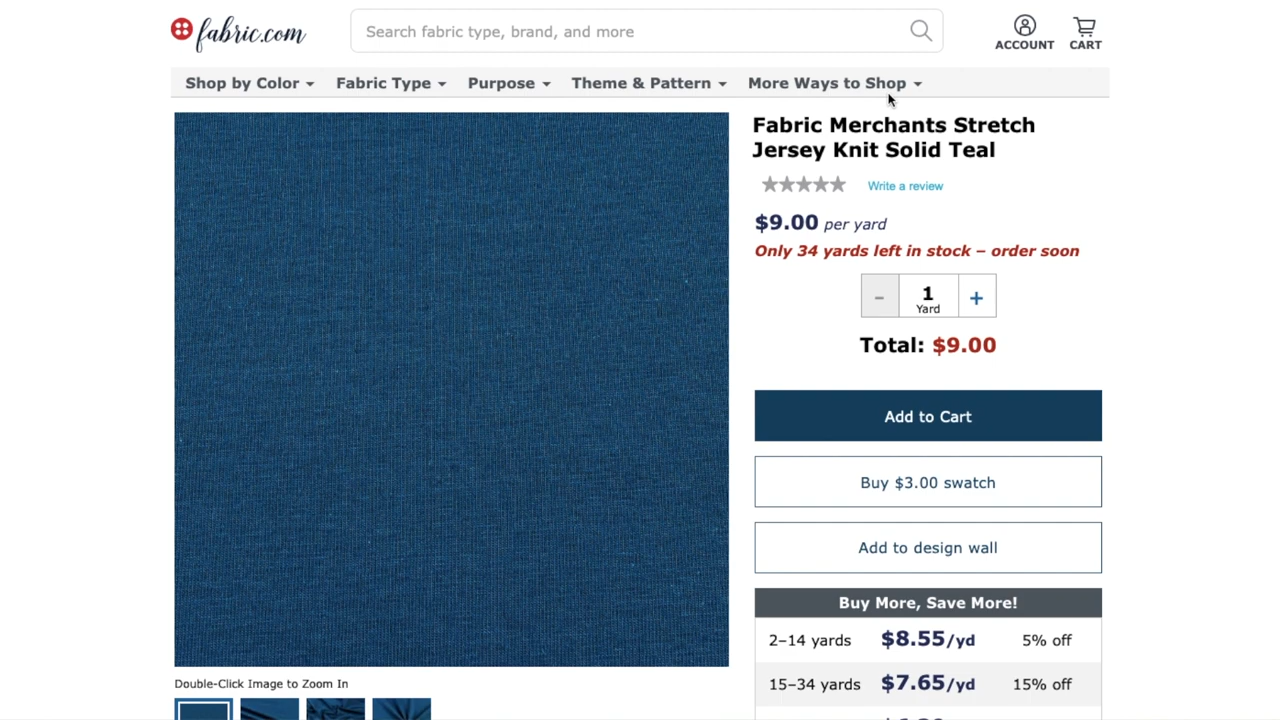 fabric.com
Search fabric type, brand, and more
ACCOUNT
CART
Shop by Color
Fabric Type
Purpose
Theme & Pattern
More Ways to Shop
Fabric Merchants Stretch
Jersey Knit Solid Teal
Write a review
$9.00 per yard
Only 34 yards left in stock – order soon
- 1 +
Yard
Total: $9.00
Add to Cart
Buy $3.00 swatch
Add to design wall
Buy More, Save More!
2–14 yards $8.55/yd 5% off
15–34 yards $7.65/yd 15% off
Double-Click Image to Zoom In